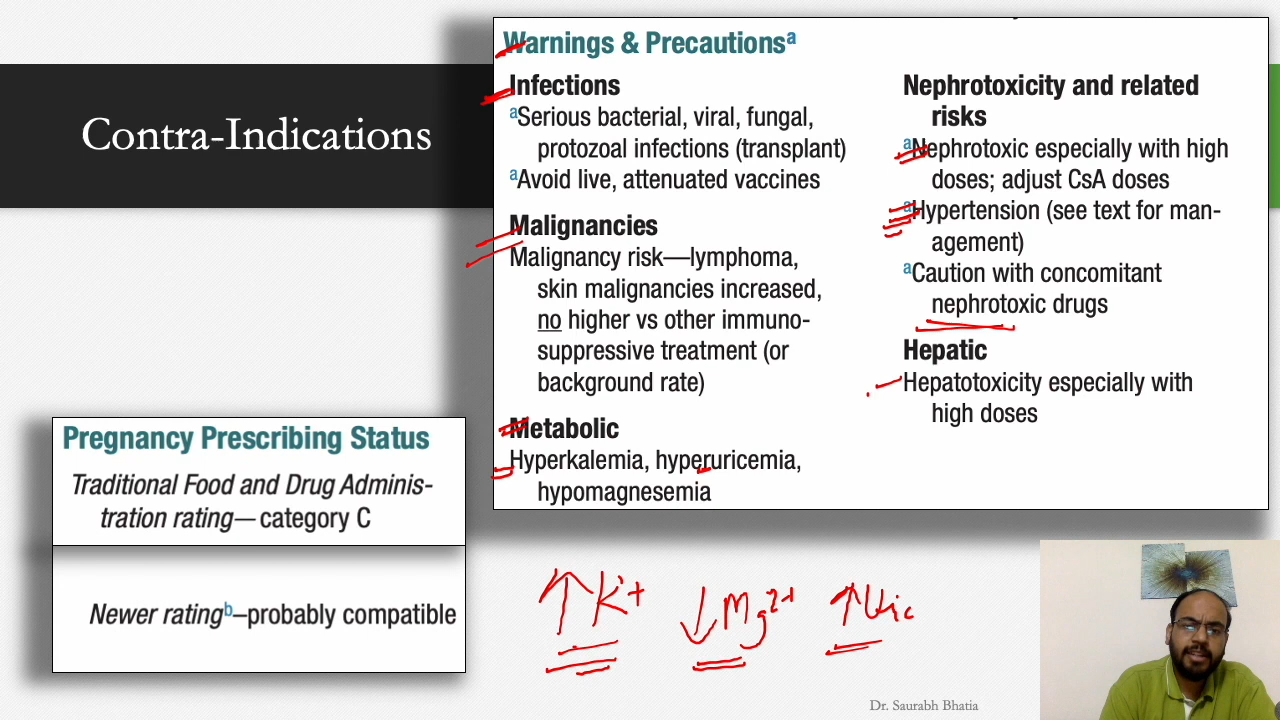 Contra-Indications
Warnings & Precautionsᵃ
Infections
ᵃSerious bacterial, viral, fungal,
protozoal infections (transplant)
ᵃAvoid live, attenuated vaccines
Malignancies
Malignancy risk—lymphoma,
skin malignancies increased,
no higher vs other immuno-
suppressive treatment (or
background rate)
Metabolic
Hyperkalemia, hyperuricemia,
hypomagnesemia
Nephrotoxicity and related
risks
ᵃNephrotoxic especially with high
doses; adjust CsA doses
ᵃHypertension (see text for man-
agement)
ᵃCaution with concomitant
nephrotoxic drugs
Hepatic
Hepatotoxicity especially with
high doses
Pregnancy Prescribing Status
Traditional Food and Drug Adminis-
tration rating—category C
Newer ratingᵇ–probably compatible
↑K+ ↓Mg2+ ↑Uric
Dr. Saurabh Bhatia